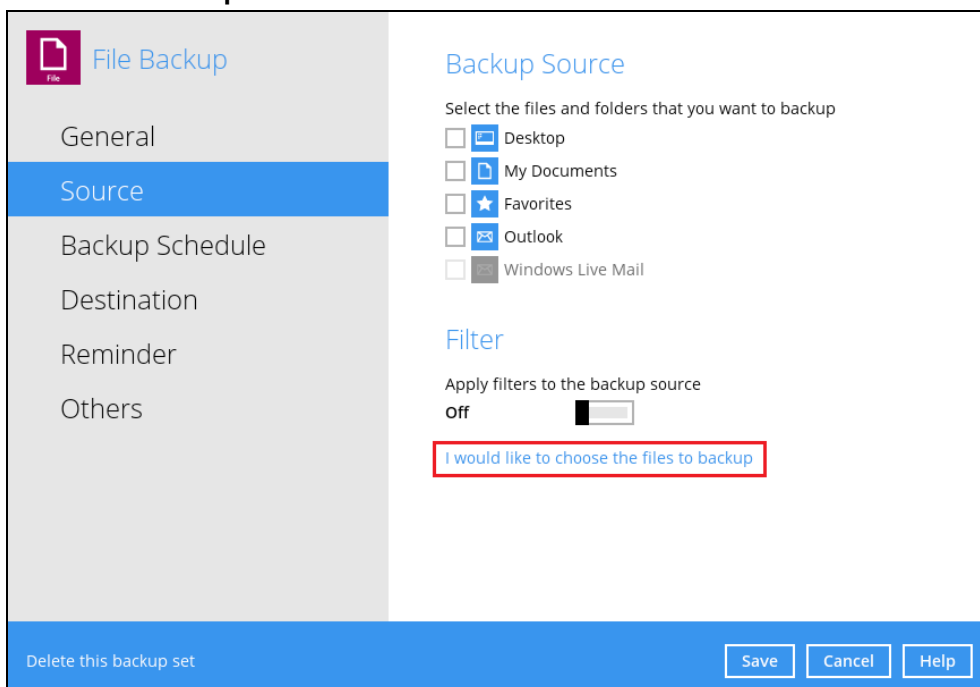 File
File Backup
General
Source
Backup Schedule
Destination
Reminder
Others
Backup Source
Select the files and folders that you want to backup
Desktop
My Documents
Favorites
Outlook
Windows Live Mail
Filter
Apply filters to the backup source
Off
I would like to choose the files to backup
Delete this backup set
Save Cancel Help